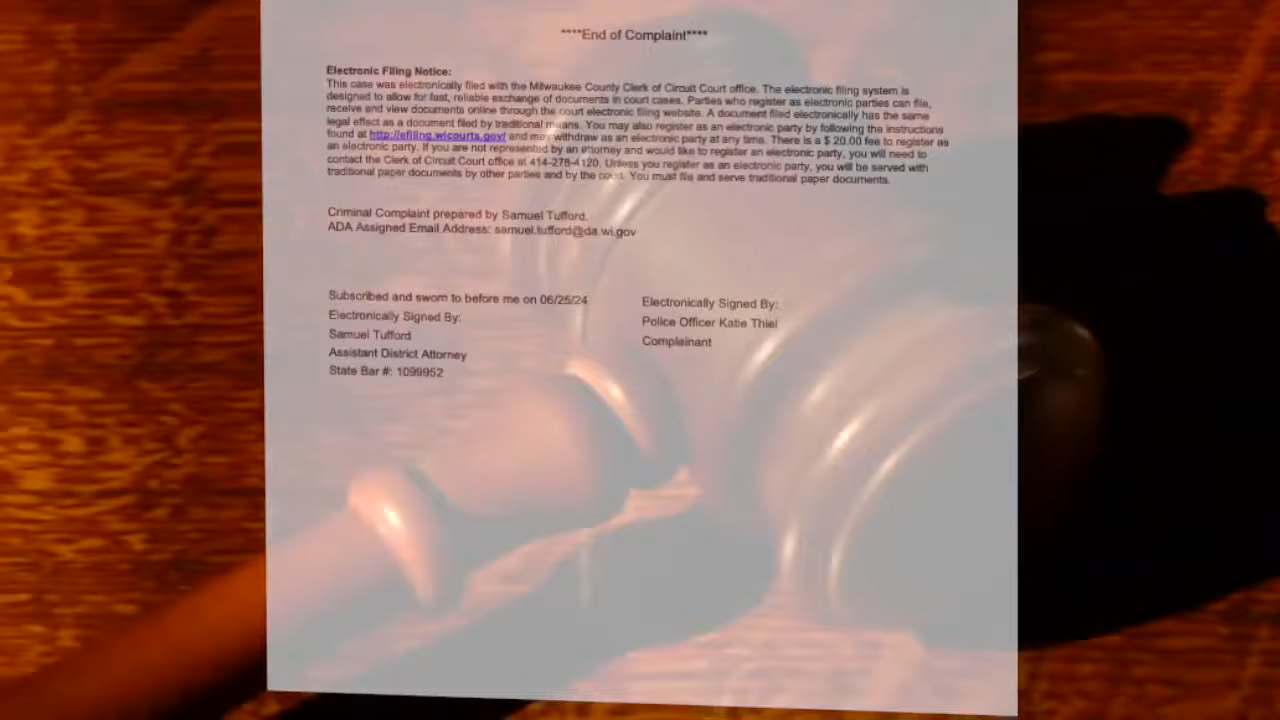 ****End of Complaint****
Electronic Filing Notice:
This case was electronically filed with the Milwaukee County Clerk of Circuit Court office. The electronic filing system is
designed to allow for fast, reliable exchange of documents in court cases. Parties who register as electronic parties can file,
receive and view documents online through the court electronic filing website. A document filed electronically has the same
legal effect as a document filed by traditional means. You may also register as an electronic party by following the instructions
found at http://efiling.wicourts.gov/ and may withdraw as an electronic party at any time. There is a $ 20.00 fee to register as
an electronic party. If you are not represented by an attorney and would like to register an electronic party, you will need to
contact the Clerk of Circuit Court office at 414-278-4120. Unless you register as an electronic party, you will be served with
traditional paper documents by other parties and by the court. You must file and serve traditional paper documents.
Criminal Complaint prepared by Samuel Tufford.
ADA Assigned Email Address: samuel.tufford@da.wi.gov
Subscribed and sworn to before me on 06/25/24
Electronically Signed By:
Samuel Tufford
Assistant District Attorney
State Bar #: 1099952
Electronically Signed By:
Police Officer Katie Thiel
Complainant